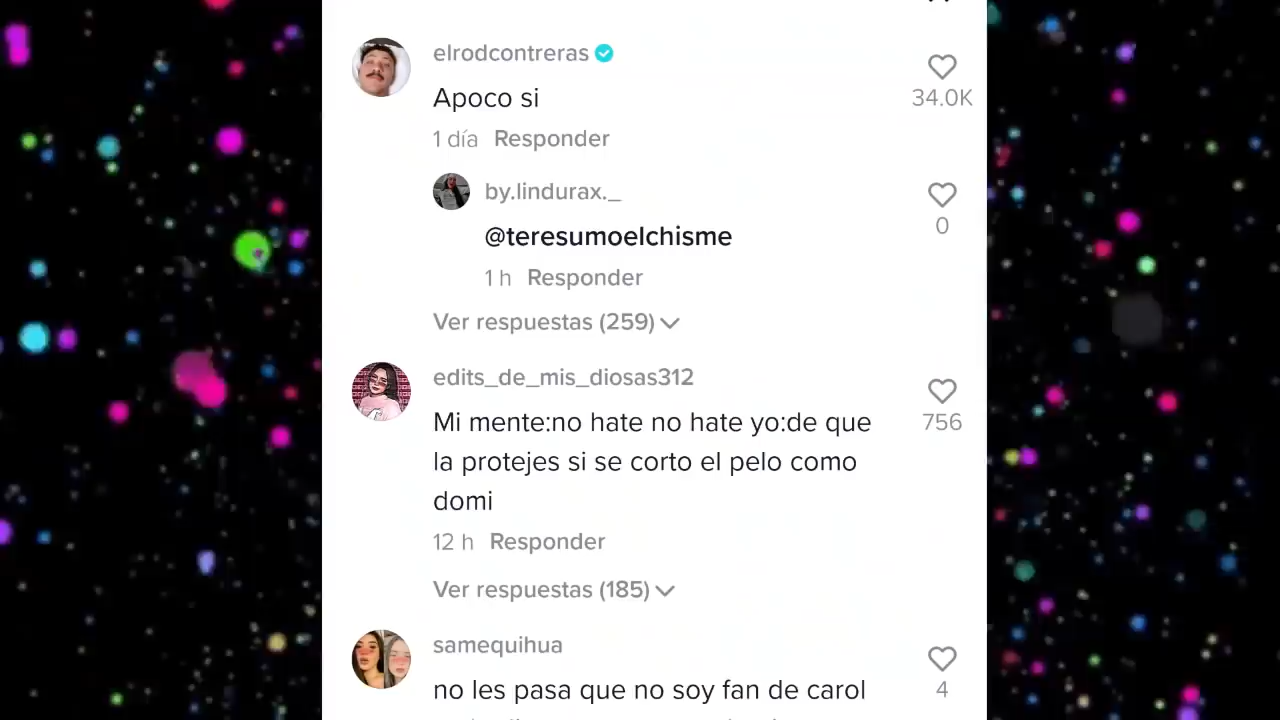 elrodcontreras
34.0K
Apoco si
1 día Responder
by.lindurax._
0
@teresumoelchisme
1 h Responder
Ver respuestas (259)
edits_de_mis_diosas312
756
Mi mente:no hate no hate yo:de que
la protejes si se corto el pelo como
domi
12 h Responder
Ver respuestas (185)
samequihua
4
no les pasa que no soy fan de carol